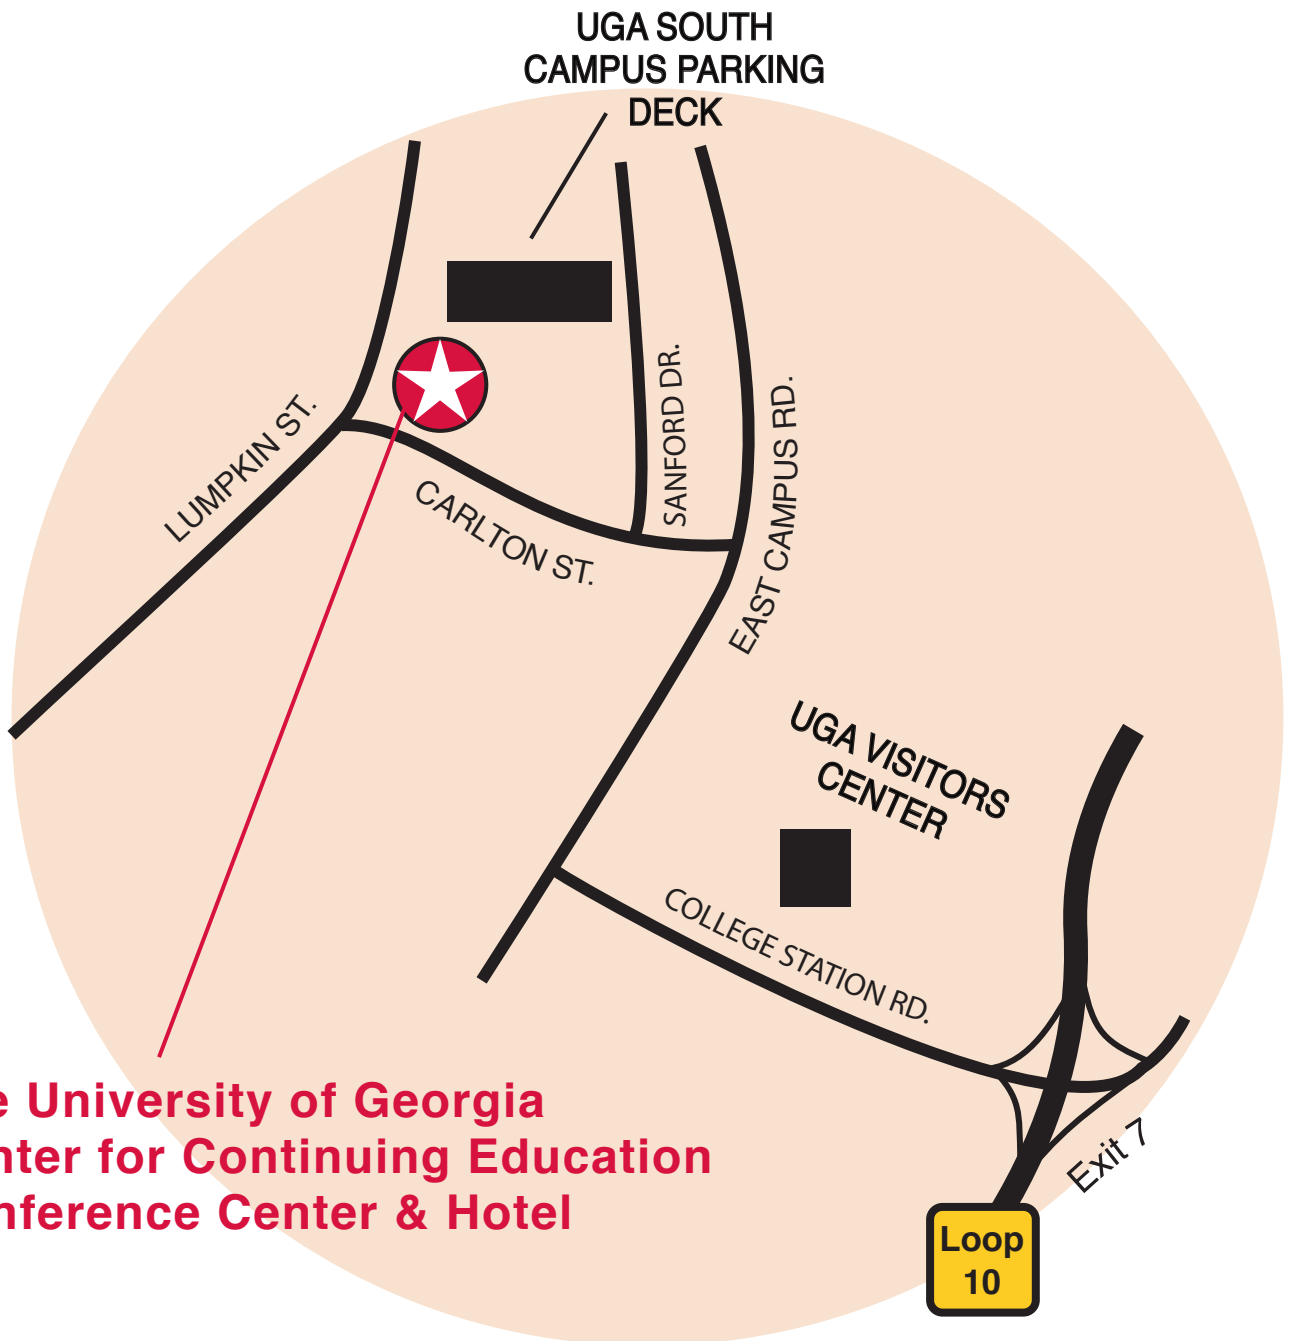 UGA SOUTH
CAMPUS PARKING
DECK
SANFORD DR.
EAST CAMPUS RD.
LUMPKIN ST.
CARLTON ST.
UGA VISITORS
CENTER
COLLEGE STATION RD.
e University of Georgia
nter for Continuing Education
nference Center & Hotel
Exit 7
Loop
10